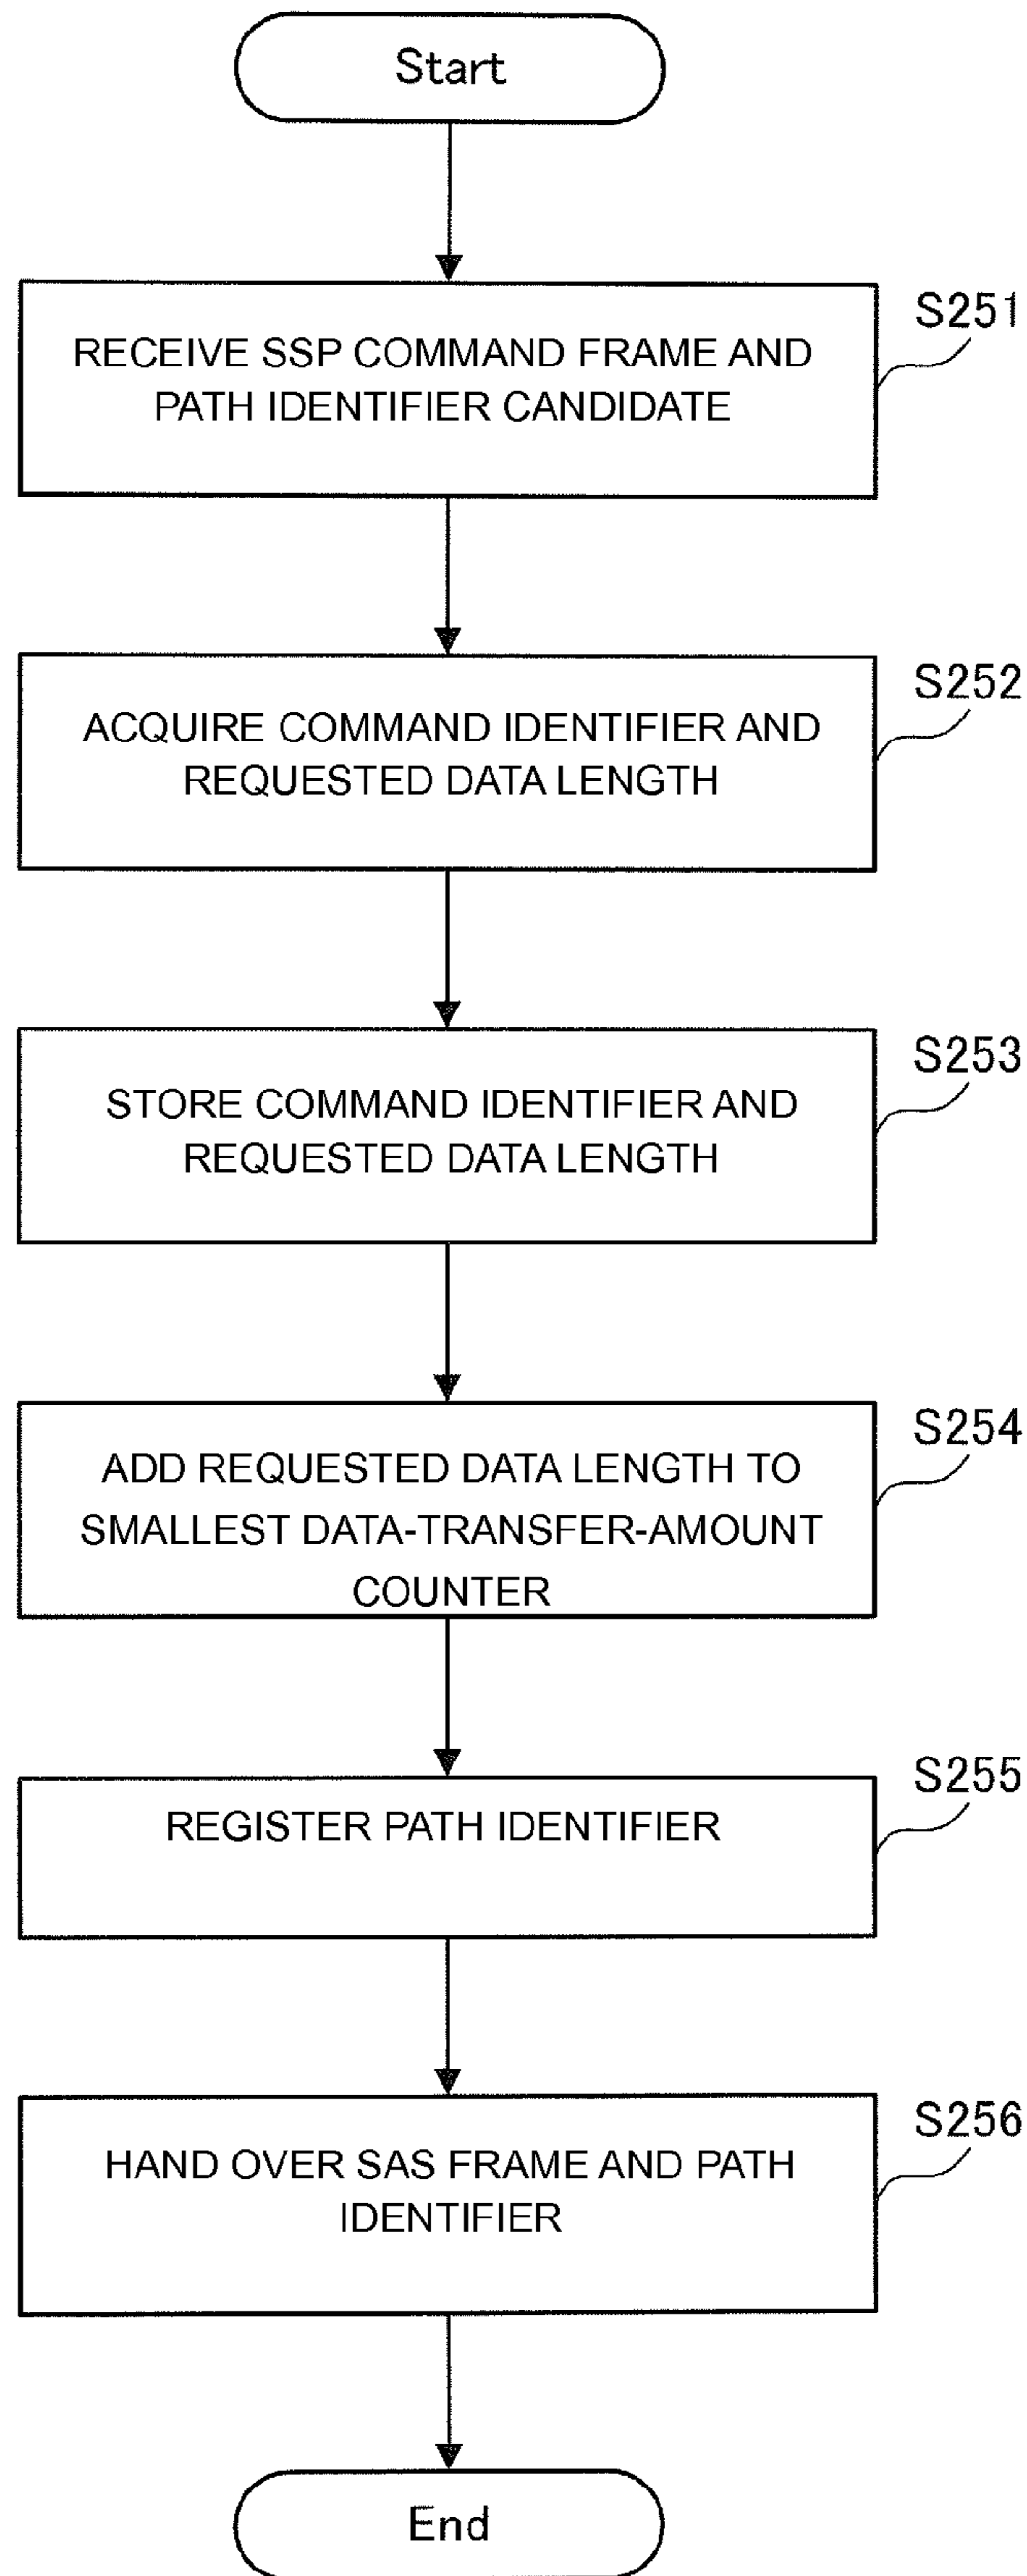 Start
S251
RECEIVE SSP COMMAND FRAME AND
PATH IDENTIFIER CANDIDATE
S252
ACQUIRE COMMAND IDENTIFIER AND
REQUESTED DATA LENGTH
S253
STORE COMMAND IDENTIFIER AND
REQUESTED DATA LENGTH
S254
ADD REQUESTED DATA LENGTH TO
SMALLEST DATA-TRANSFER-AMOUNT
COUNTER
S255
REGISTER PATH IDENTIFIER
S256
HAND OVER SAS FRAME AND PATH
IDENTIFIER
End